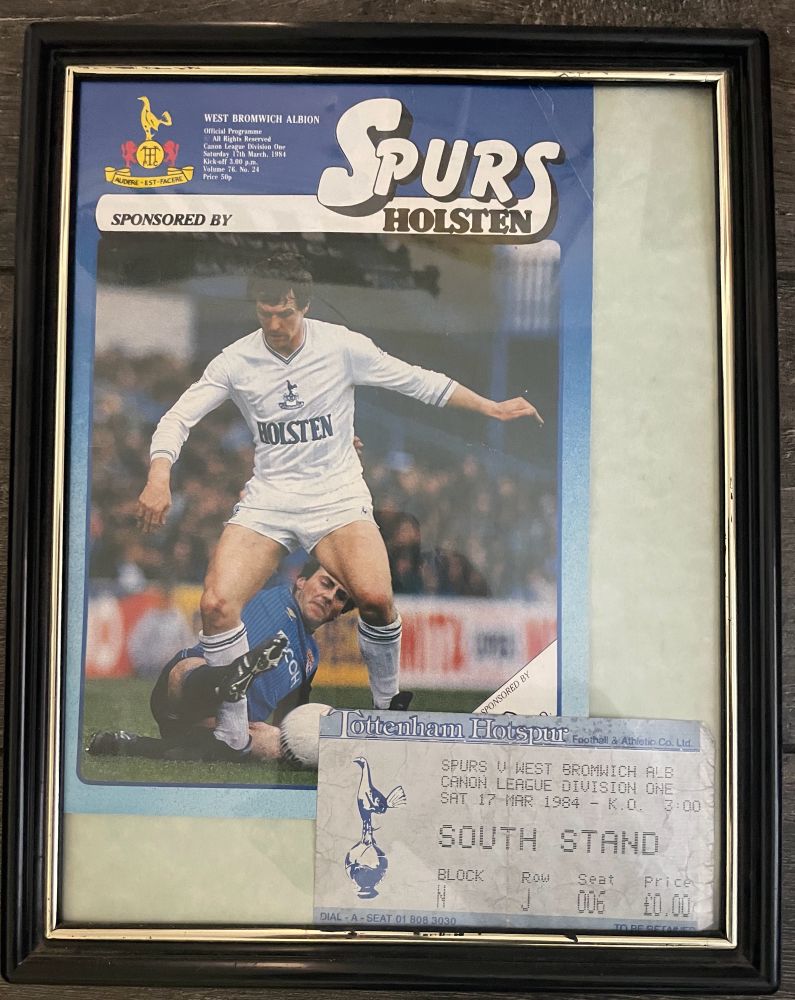 WEST BROMWICH ALBION
Official Programme
© All Rights Reserved
Canon League Division One
Saturday 17th March, 1984
Kick-off 3.00 p.m.
Volume 76. No. 24
Price 50p
THFC
AUDERE-EST-FACERE
SPURS
SPONSORED BY
HOLSTEN
HOLSTEN
SPONSORED BY
Tottenham Hotspur
Football & Athletic Co. Ltd.
SPURS V WEST BROMWICH ALB
CANON LEAGUE DIVISION ONE
SAT 17 MAR 1984 - K.O. 3:00
SOUTH STAND
BLOCK Row Seat Price
N J 006 £0.00
DIAL - A - SEAT 01 808 3030
TO BE RETAINED